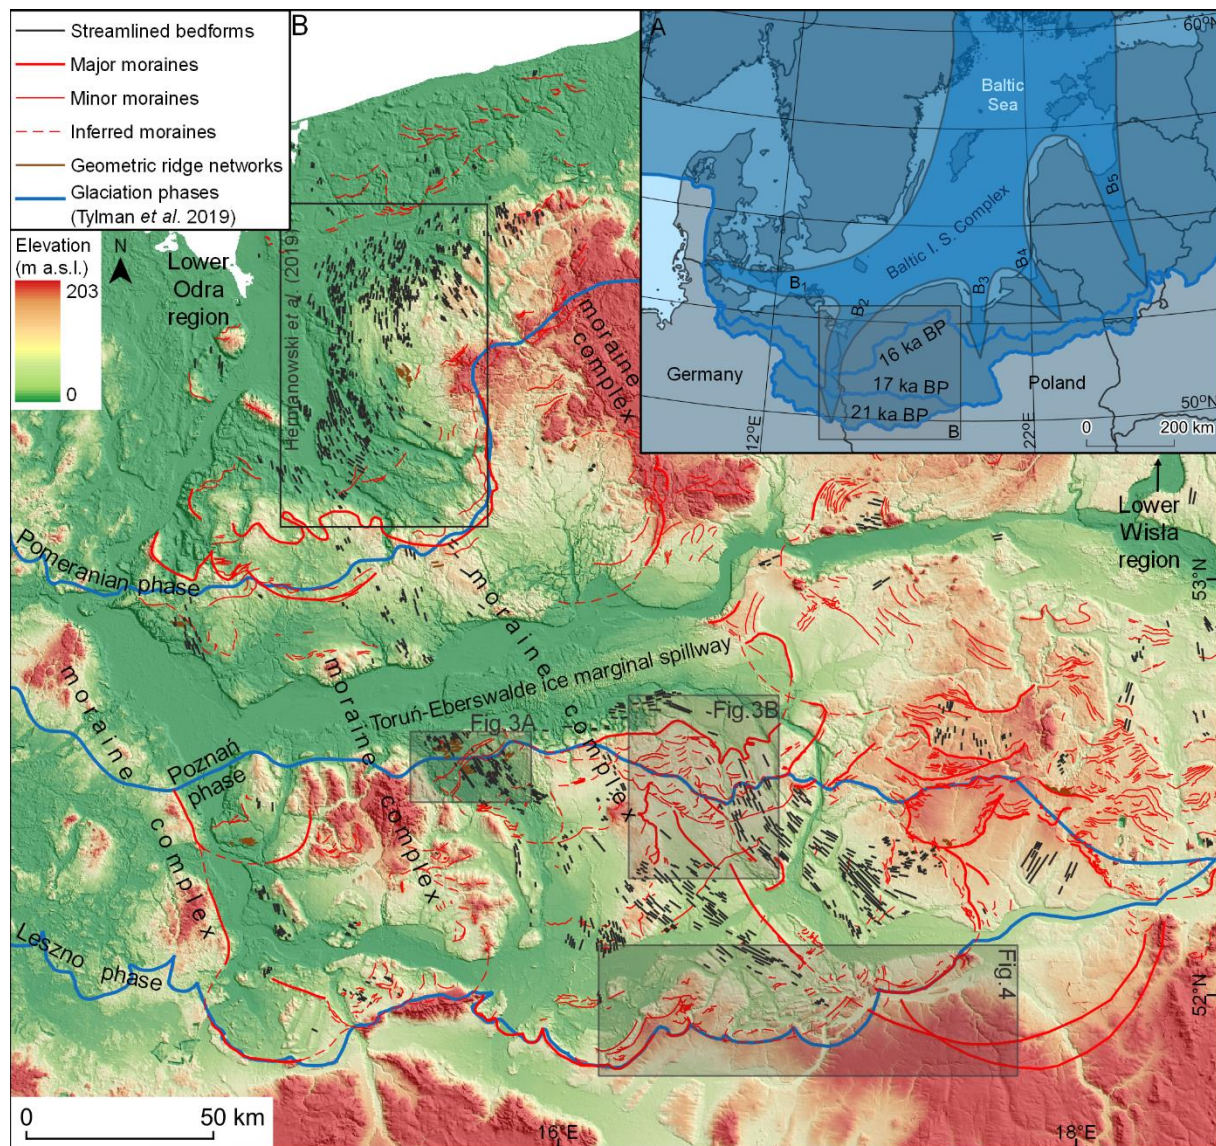 Streamlined bedforms
Major moraines
Minor moraines
Inferred moraines
Geometric ridge networks
Glaciation phases
(Tylman et al. 2019)
Elevation
(m a.s.l.)
203
0
N
B
Lower
Odra
region
Hermanowski et al. (2019)
moraine
complex
A
60°N
Baltic
Sea
Baltic I. S. Complex
B1
B2
B3
B4
B5
16 ka BP
17 ka BP
21 ka BP
Germany
Poland
50°N
12°E
22°E
B
0 200 km
Lower
Wisła
region
53°N
Pomeranian phase
moraine
complex
moraine
complex
moraine
complex
Toruń-Eberswalde ice marginal spillway
Fig.3A
Fig.3B
Poznań
phase
Leszno phase
Fig.4
52°N
0 50 km
16°E
18°E